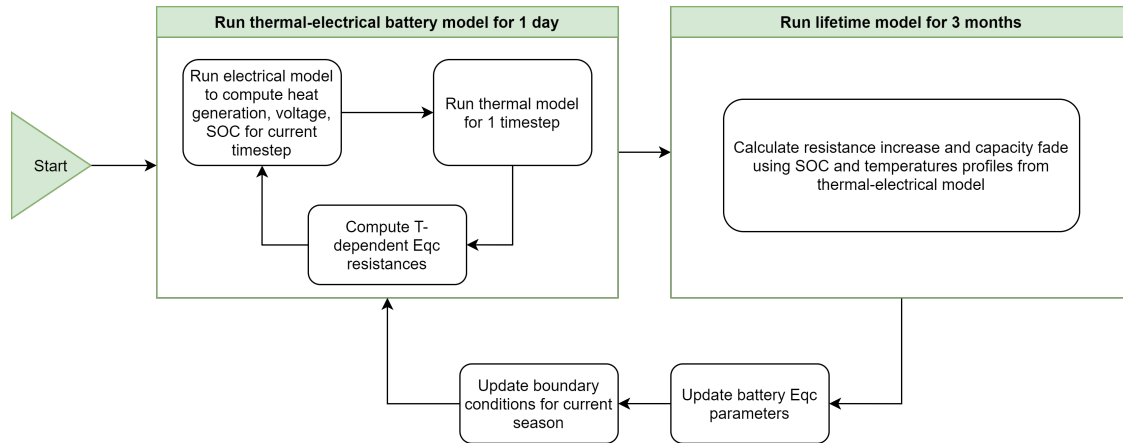 Run thermal-electrical battery model for 1 day
Run lifetime model for 3 months
Start
Run electrical model
to compute heat
generation, voltage,
SOC for current
timestep
Run thermal model
for 1 timestep
Compute T-
dependent Eqc
resistances
Calculate resistance increase and capacity fade
using SOC and temperatures profiles from
thermal-electrical model
Update boundary
conditions for current
season
Update battery Eqc
parameters